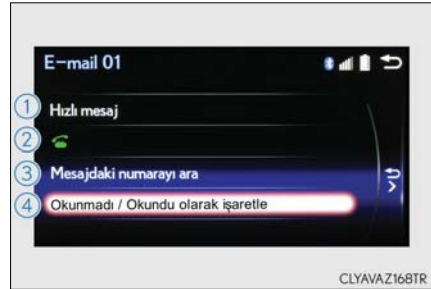 E-mail 01
1 Hızlı mesaj
2
3 Mesajdaki numarayı ara
4 Okunmadı / Okundu olarak işaretle
CLYAVAZ168TR